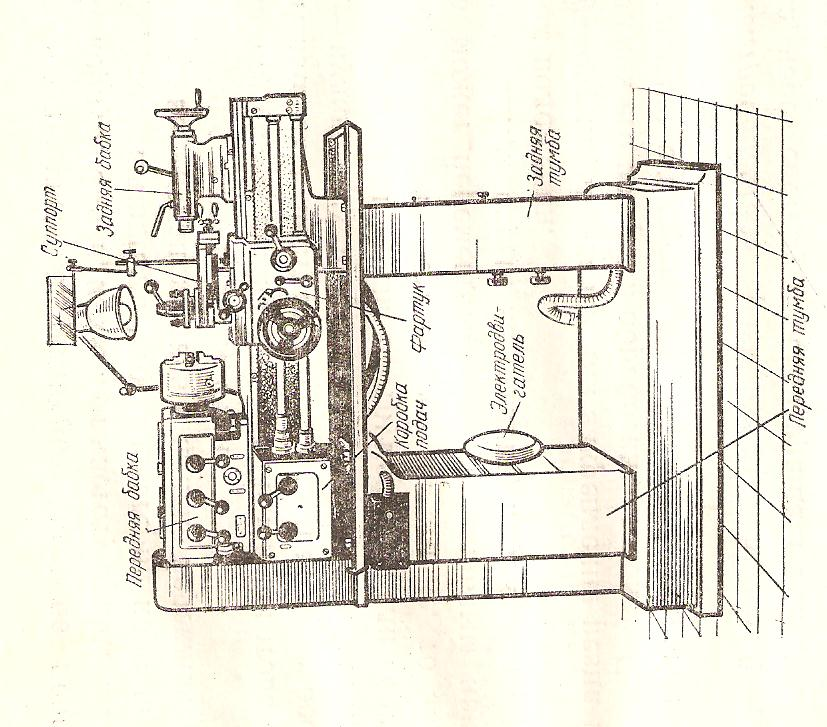 Передняя бабка
Суппорт
Задняя бабка
Коробка
подач
Фартук
Электродви-
гатель
Задняя
тумба
Передняя тумба